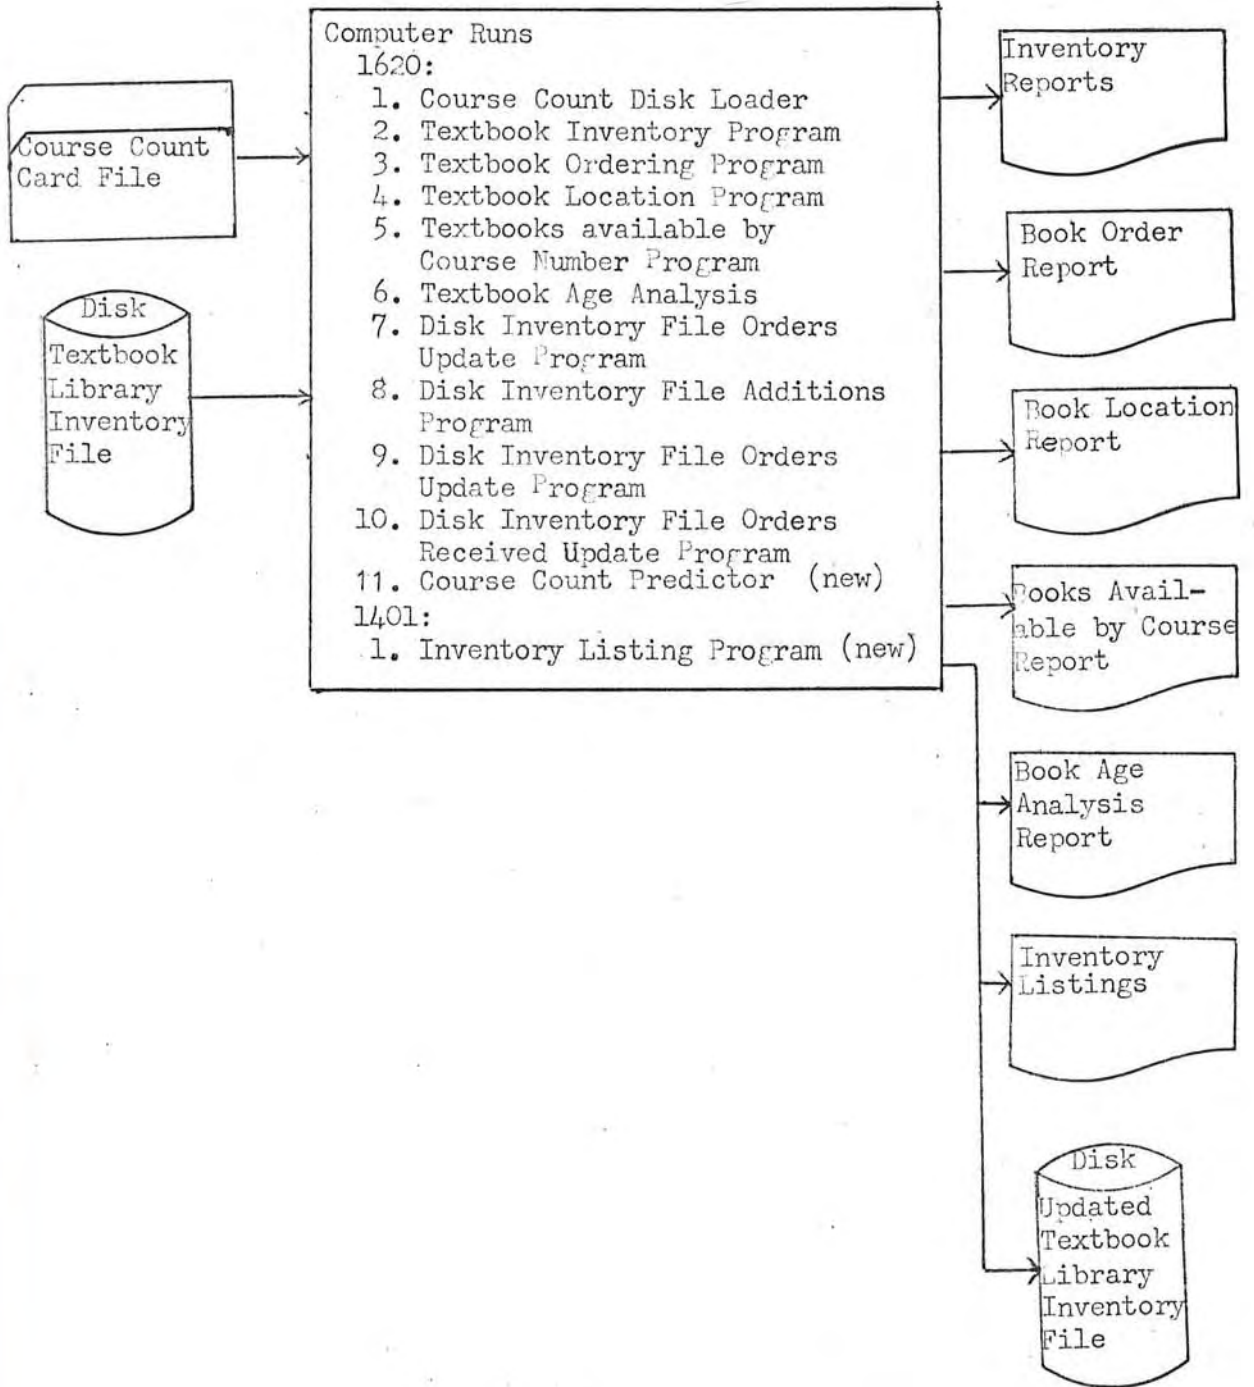 Computer Runs
1620:
1. Course Count Disk Loader
2. Textbook Inventory Program
3. Textbook Ordering Program
4. Textbook Location Program
5. Textbooks available by
Course Number Program
6. Textbook Age Analysis
7. Disk Inventory File Orders
Update Program
8. Disk Inventory File Additions
Program
9. Disk Inventory File Orders
Update Program
10. Disk Inventory File Orders
Received Update Program
11. Course Count Predictor (new)
1401:
1. Inventory Listing Program (new)
Course Count
Card File
Disk
Textbook
Library
Inventory
File
Inventory
Reports
Book Order
Report
Book Location
Report
Books Avail-
able by Course
Report
Book Age
Analysis
Report
Inventory
Listings
Disk
Updated
Textbook
Library
Inventory
File